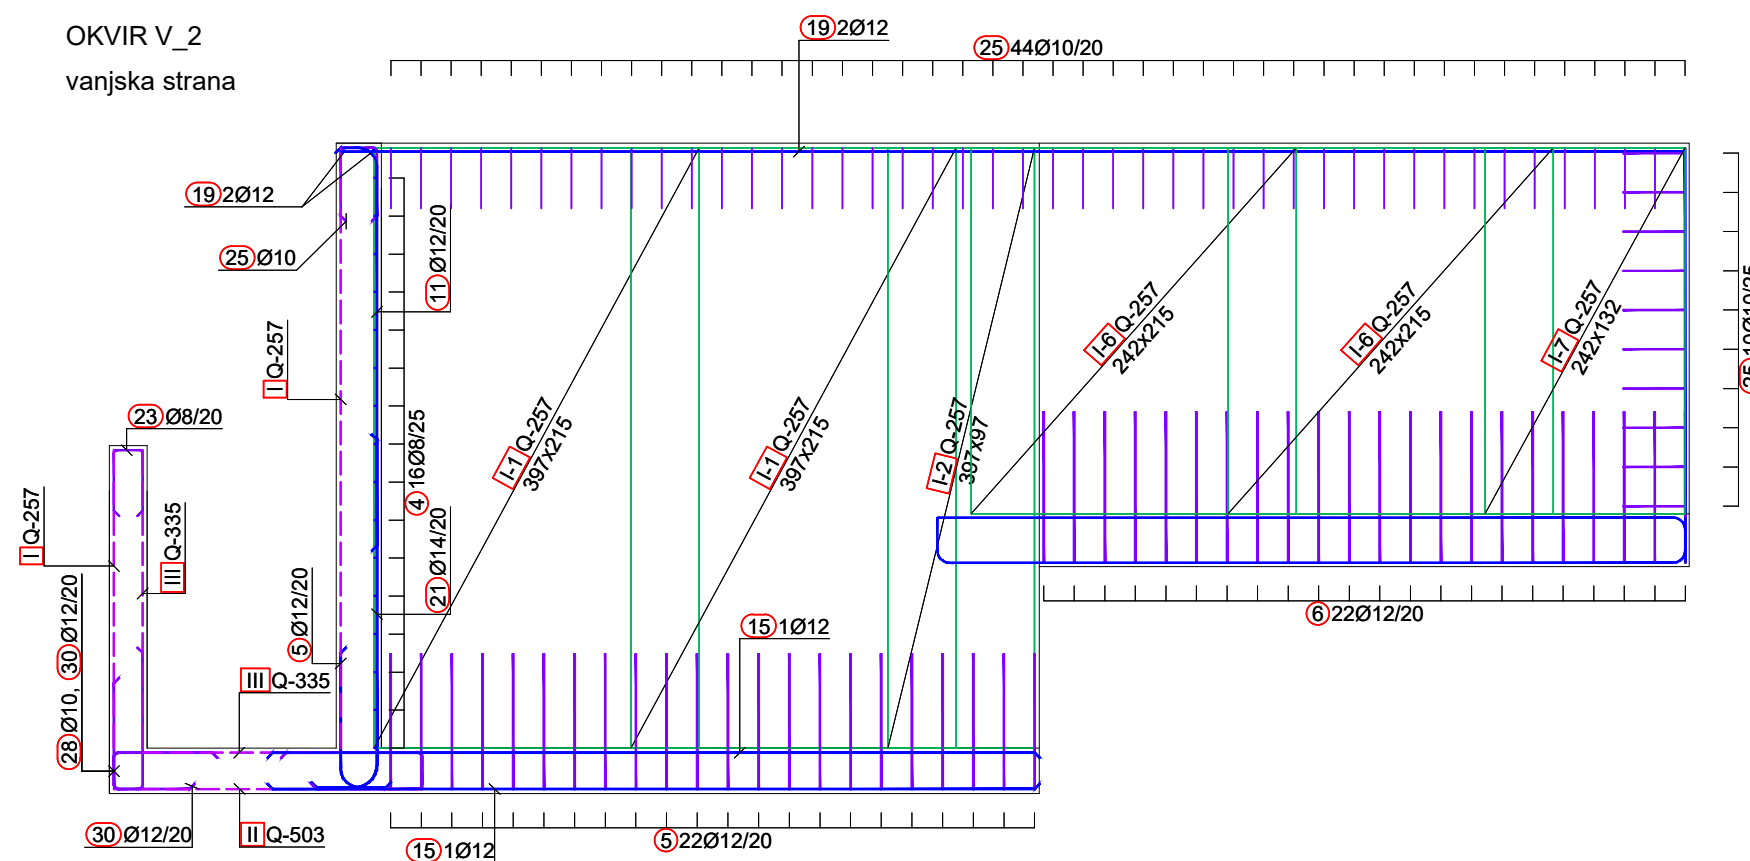 OKVIR V_2
vanjska strana
19 2Ø12
25 44Ø10/20
19 2Ø12
25 Ø10
11 Ø12/20
I Q-257
23 Ø8/20
4 16Ø8/25
I-1 Q-257
397x215
I-1 Q-257
397x215
I-2 Q-257
397x97
I-6 Q-257
242x215
I-6 Q-257
242x215
I-7 Q-257
242x132
25 10Ø10/25
I Q-257
III Q-335
21 Ø14/20
5 Ø12/20
28 Ø10, 30 Ø12/20
III Q-335
15 1Ø12
6 22Ø12/20
30 Ø12/20
II Q-503
15 1Ø12
5 22Ø12/20